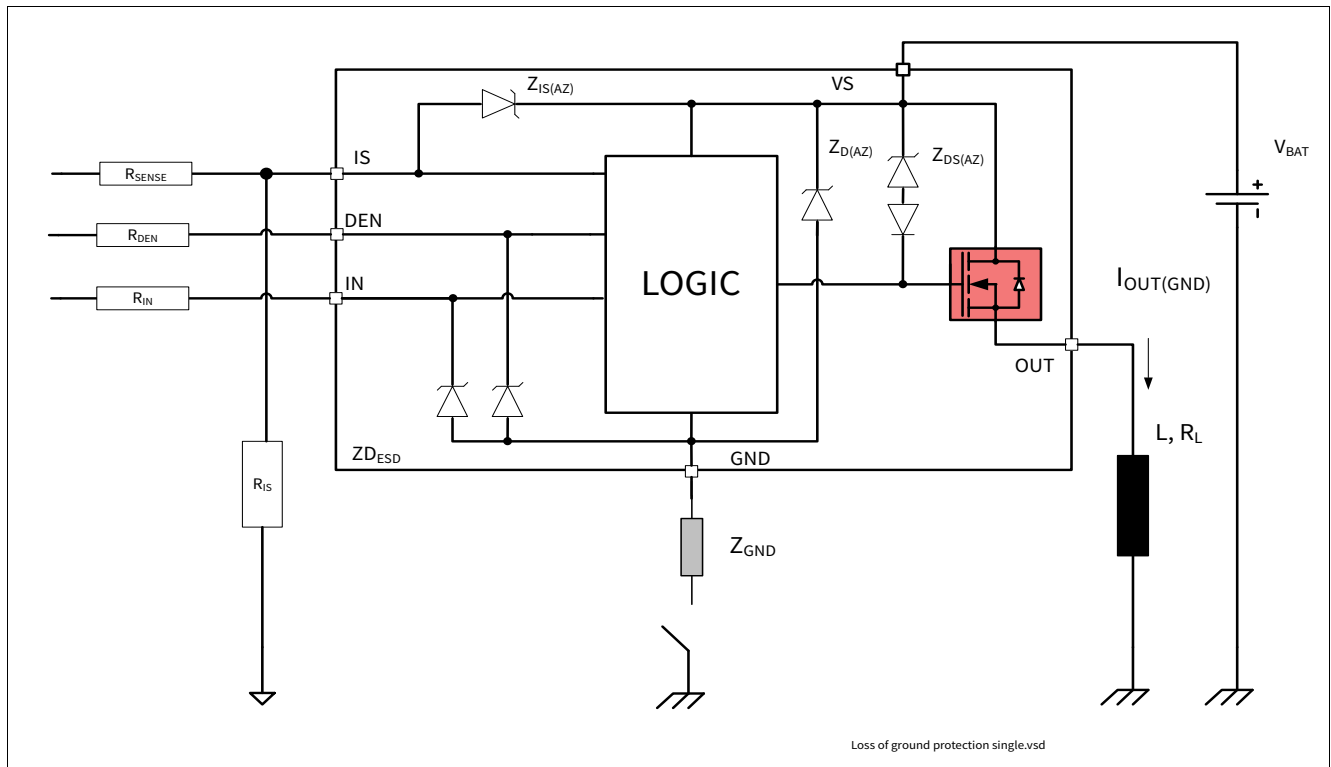 VS
ZIS(AZ)
ZD(AZ)
ZDS(AZ)
VBAT
IS
RSENSE
DEN
RDEN
IN
RIN
LOGIC
+
-
IOUT(GND)
OUT
L, RL
ZDESD
GND
RIS
ZGND
Loss of ground protection single.vsd